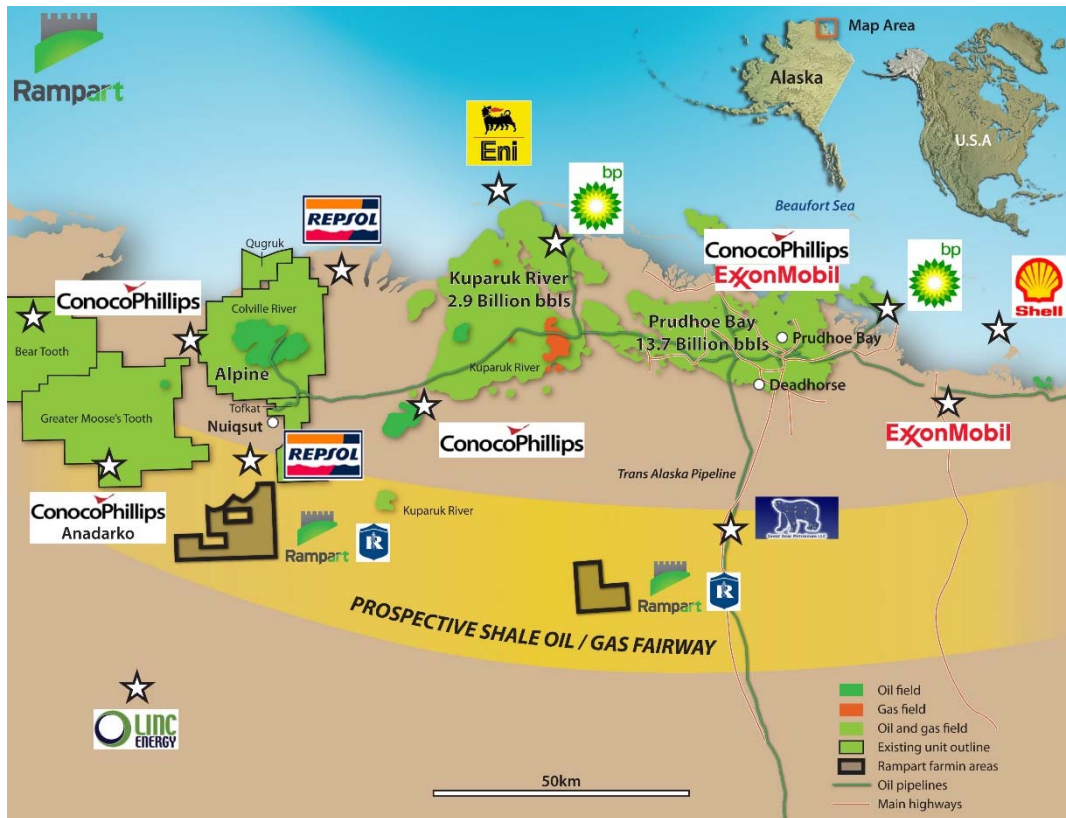 Rampart
Map Area
Alaska
U.S.A
Eni
bp
Beaufort Sea
REPSOL
Qugruk
ConocoPhillips
ExxonMobil
bp
Shell
ConocoPhillips
Colville River
Kuparuk River
2.9 Billion bbls
Prudhoe Bay
13.7 Billion bbls
Prudhoe Bay
Bear Tooth
Alpine
Kuparuk River
Deadhorse
Greater Moose's Tooth
Tofkat
Nuiqsut
REPSOL
ConocoPhillips
ExxonMobil
Trans Alaska Pipeline
ConocoPhillips
Anadarko
Kuparuk River
Rampart
R
Great Bear Petroleum LLC
Rampart
R
PROSPECTIVE SHALE OIL / GAS FAIRWAY
LINC
ENERGY
Oil field
Gas field
Oil and gas field
Existing unit outline
Rampart farmin areas
Oil pipelines
Main highways
50km